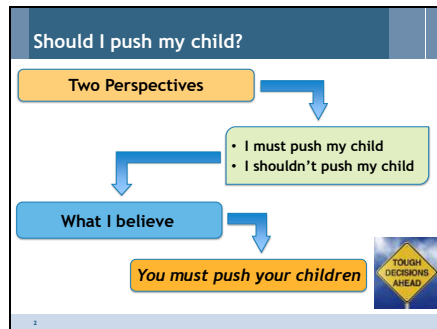 Should I push my child?
Two Perspectives
• I must push my child
• I shouldn't push my child
What I believe
You must push your children
TOUGH
DECISIONS
AHEAD
2